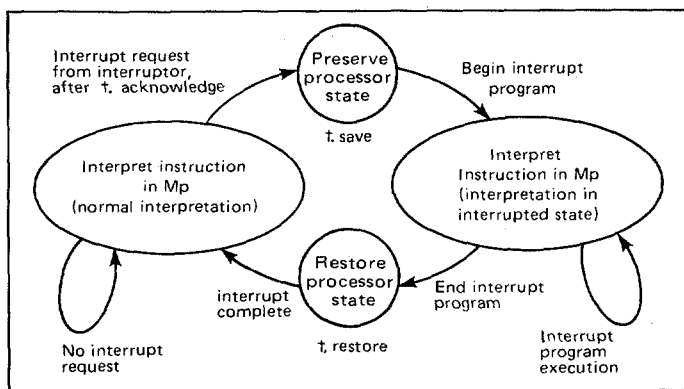 Interrupt request
from interruptor,
after t. acknowledge
Preserve
processor
state
t. save
Begin interrupt
program
Interpret instruction
in Mp
(normal interpretation)
Interpret
Instruction in Mp
(interpretation in
interrupted state)
Restore
processor
state
t. restore
interrupt
complete
End interrupt
program
No interrupt
request
Interrupt
program
execution